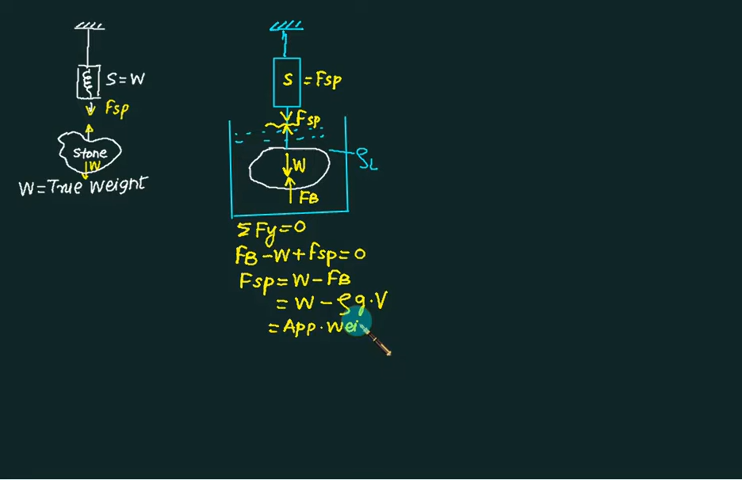 S=W
Fsp
stone
W
W=True Weight
S =Fsp
Fsp
W
ρL
FB
ΣFy=0
FB-W+fsp=0
Fsp=W-FB
=W-ρg.V
=App.Wei